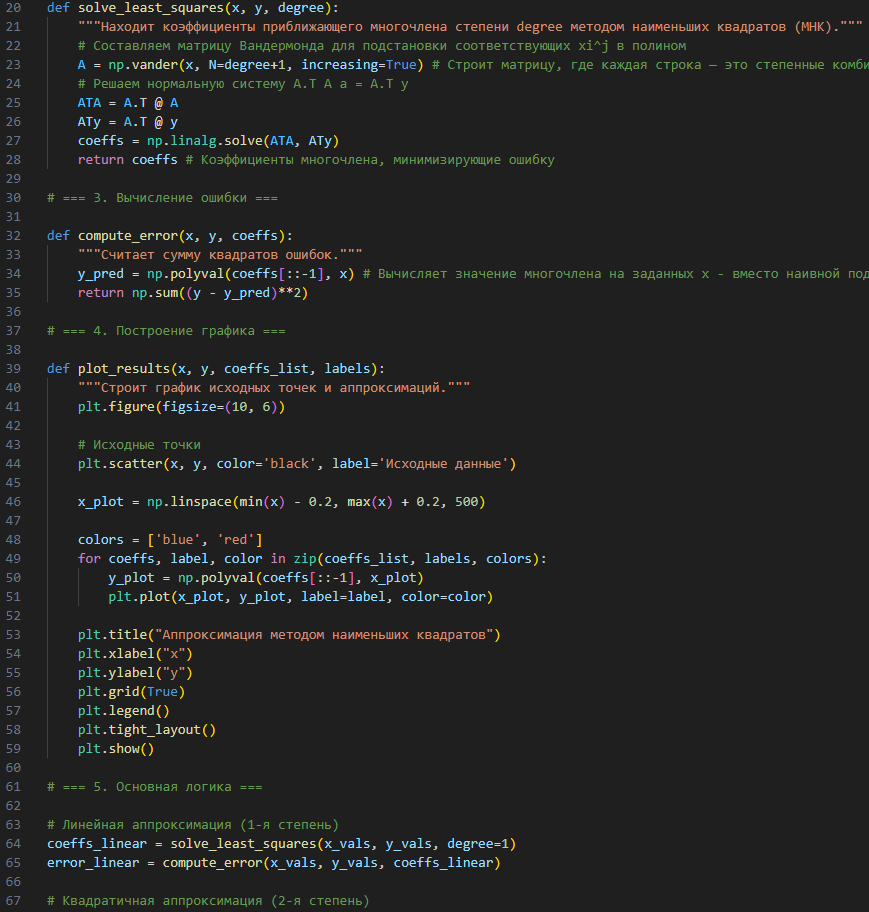 20 def solve_least_squares(x, y, degree):
21     """Находит коэффициенты приближающего многочлена степени degree методом наименьших квадратов (МНК)."""
22     # Составляем матрицу Вандермонда для подстановки соответствующих xi^j в полином
23     A = np.vander(x, N=degree+1, increasing=True) # Строит матрицу, где каждая строка — это степенные комби
24     # Решаем нормальную систему A.T A a = A.T y
25     ATA = A.T @ A
26     ATy = A.T @ y
27     coeffs = np.linalg.solve(ATA, ATy)
28     return coeffs # Коэффициенты многочлена, минимизирующие ошибку
29
30 # === 3. Вычисление ошибки ===
31
32 def compute_error(x, y, coeffs):
33     """Считает сумму квадратов ошибок."""
34     y_pred = np.polyval(coeffs[::-1], x) # Вычисляет значение многочлена на заданных x - вместо наивной под
35     return np.sum((y - y_pred)**2)
36
37 # === 4. Построение графика ===
38
39 def plot_results(x, y, coeffs_list, labels):
40     """Строит график исходных точек и аппроксимаций."""
41     plt.figure(figsize=(10, 6))
42
43     # Исходные точки
44     plt.scatter(x, y, color='black', label='Исходные данные')
45
46     x_plot = np.linspace(min(x) - 0.2, max(x) + 0.2, 500)
47
48     colors = ['blue', 'red']
49     for coeffs, label, color in zip(coeffs_list, labels, colors):
50         y_plot = np.polyval(coeffs[::-1], x_plot)
51         plt.plot(x_plot, y_plot, label=label, color=color)
52
53     plt.title("Аппроксимация методом наименьших квадратов")
54     plt.xlabel("x")
55     plt.ylabel("y")
56     plt.grid(True)
57     plt.legend()
58     plt.tight_layout()
59     plt.show()
60
61 # === 5. Основная логика ===
62
63 # Линейная аппроксимация (1-я степень)
64 coeffs_linear = solve_least_squares(x_vals, y_vals, degree=1)
65 error_linear = compute_error(x_vals, y_vals, coeffs_linear)
66
67 # Квадратичная аппроксимация (2-я степень)